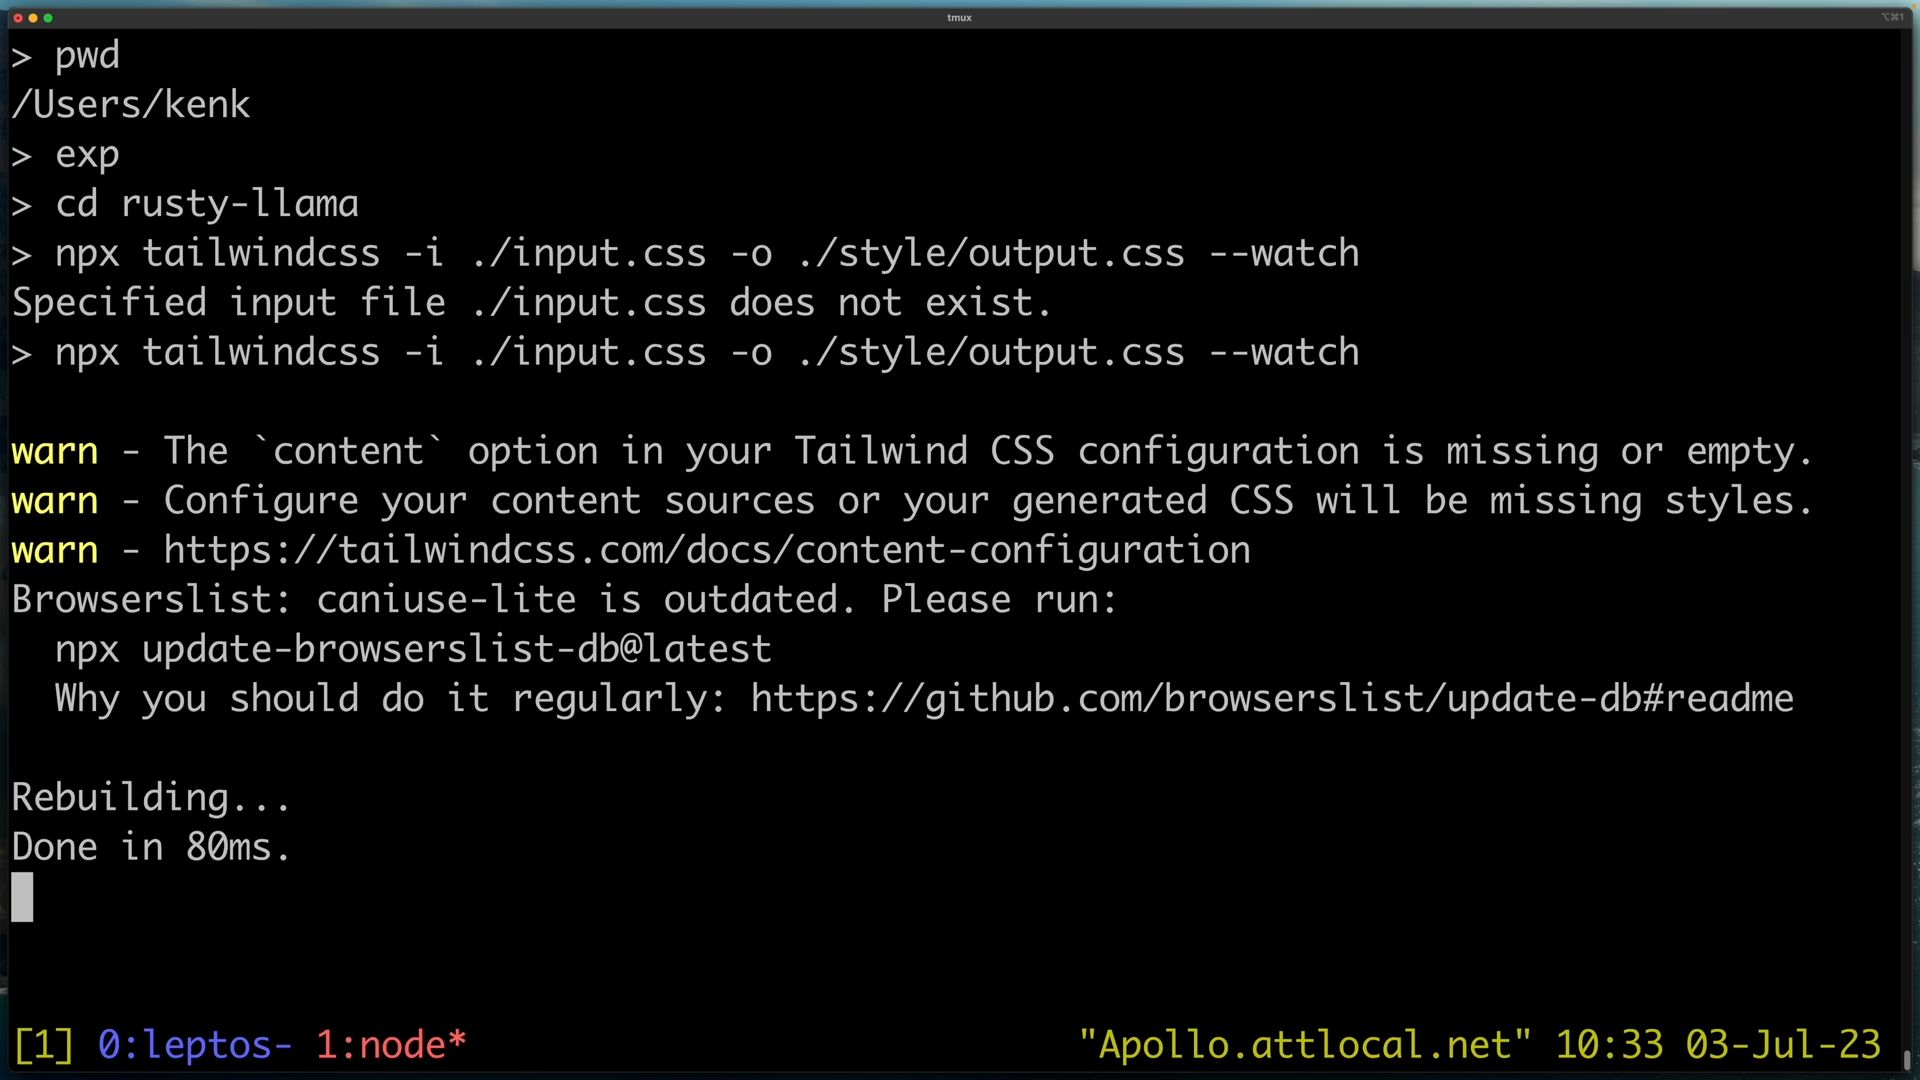 tmux
⌥⌘1
> pwd
/Users/kenk
> exp
> cd rusty-llama
> npx tailwindcss -i ./input.css -o ./style/output.css --watch
Specified input file ./input.css does not exist.
> npx tailwindcss -i ./input.css -o ./style/output.css --watch
warn - The `content` option in your Tailwind CSS configuration is missing or empty.
warn - Configure your content sources or your generated CSS will be missing styles.
warn - https://tailwindcss.com/docs/content-configuration
Browserslist: caniuse-lite is outdated. Please run:
  npx update-browserslist-db@latest
  Why you should do it regularly: https://github.com/browserslist/update-db#readme
Rebuilding...
Done in 80ms.
[1] 0:leptos- 1:node* "Apollo.attlocal.net" 10:33 03-Jul-23